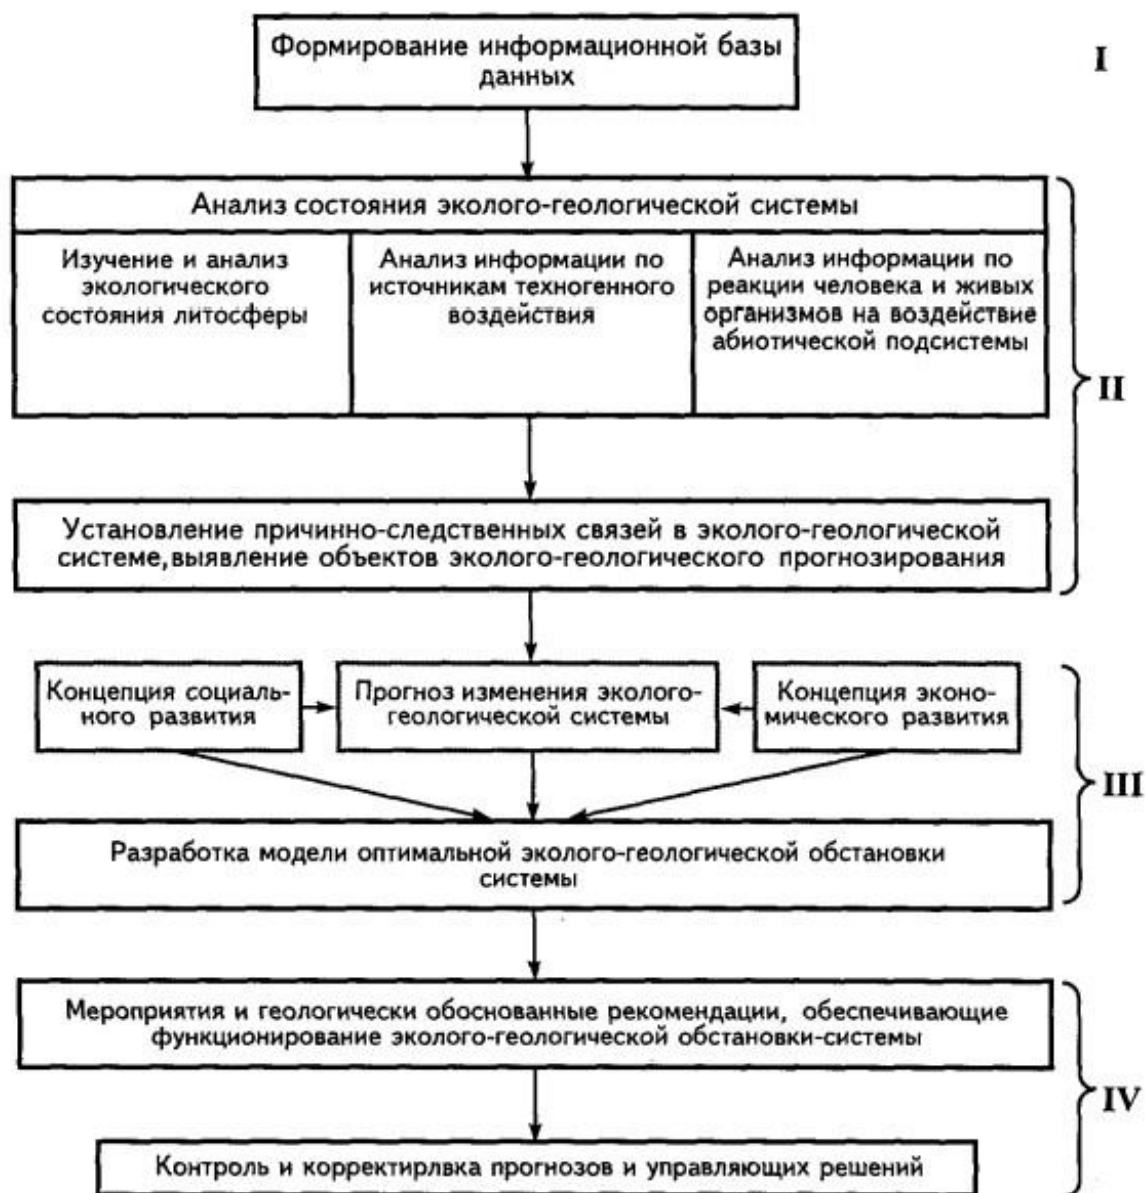 Формирование информационной базы
данных
I
Анализ состояния эколого-геологической системы
Изучение и анализ
экологического
состояния литосферы
Анализ информации по
источникам техногенного
воздействия
Анализ информации по
реакции человека и живых
организмов на воздействие
абиотической подсистемы
II
Установление причинно-следственных связей в эколого-геологической
системе,выявление объектов эколого-геологического прогнозирования
Концепция социаль-
ного развития
Прогноз изменения эколого-
геологической системы
Концепция эконо-
мического развития
III
Разработка модели оптимальной эколого-геологической обстановки
системы
Мероприятия и геологически обоснованные рекомендации, обеспечивающие
функционирование эколого-геологической обстановки-системы
IV
Контроль и корректирлвка прогнозов и управляющих решений